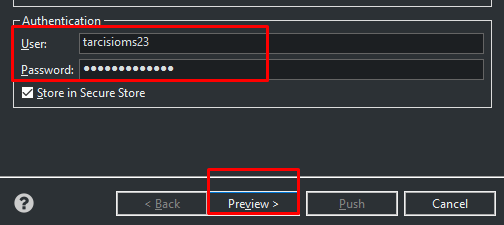 Authentication
User: tarcisioms23
Password: •••••••••••••
Store in Secure Store
? < Back Preview > Push Cancel